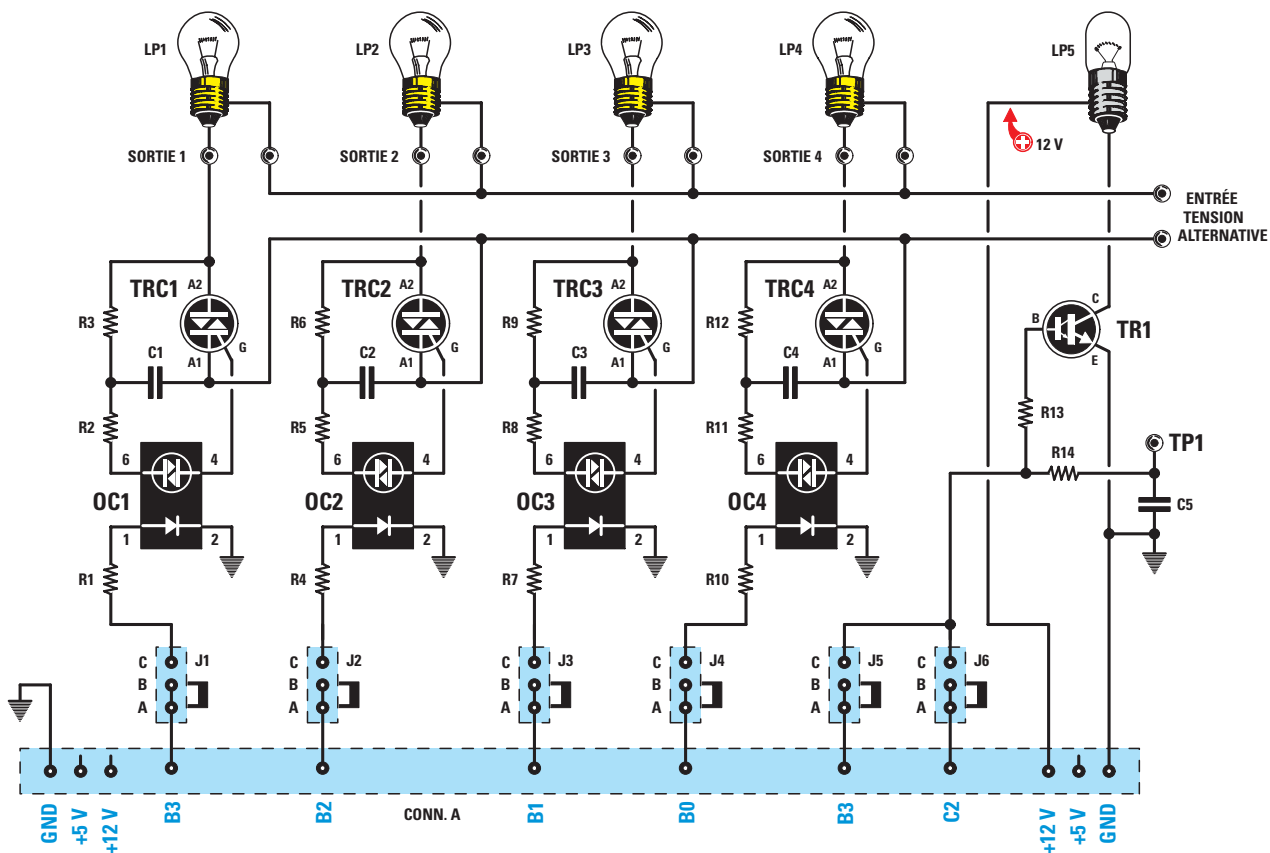 LP1 LP2 LP3 LP4 LP5
SORTIE 1 SORTIE 2 SORTIE 3 SORTIE 4 12 V
ENTRÉE
TENSION
ALTERNATIVE
TRC1 A2 TRC2 A2 TRC3 A2 TRC4 A2 C
R3 R6 R9 R12 B TR1
C1 G C2 G C3 G C4 G
A1 A1 A1 A1 E
R2 R5 R8 R11 R13
R14 TP1
6 4 6 4 6 4 6 4
OC1 OC2 OC3 OC4 C5
1 2 1 2 1 2 1 2
R1 R4 R7 R10
C J1 C J2 C J3 C J4 C J5 C J6
B B B B B B
A A A A A A
GND +5 V +12 V B3 B2 CONN. A B1 B0 B3 C2 +12 V +5 V GND